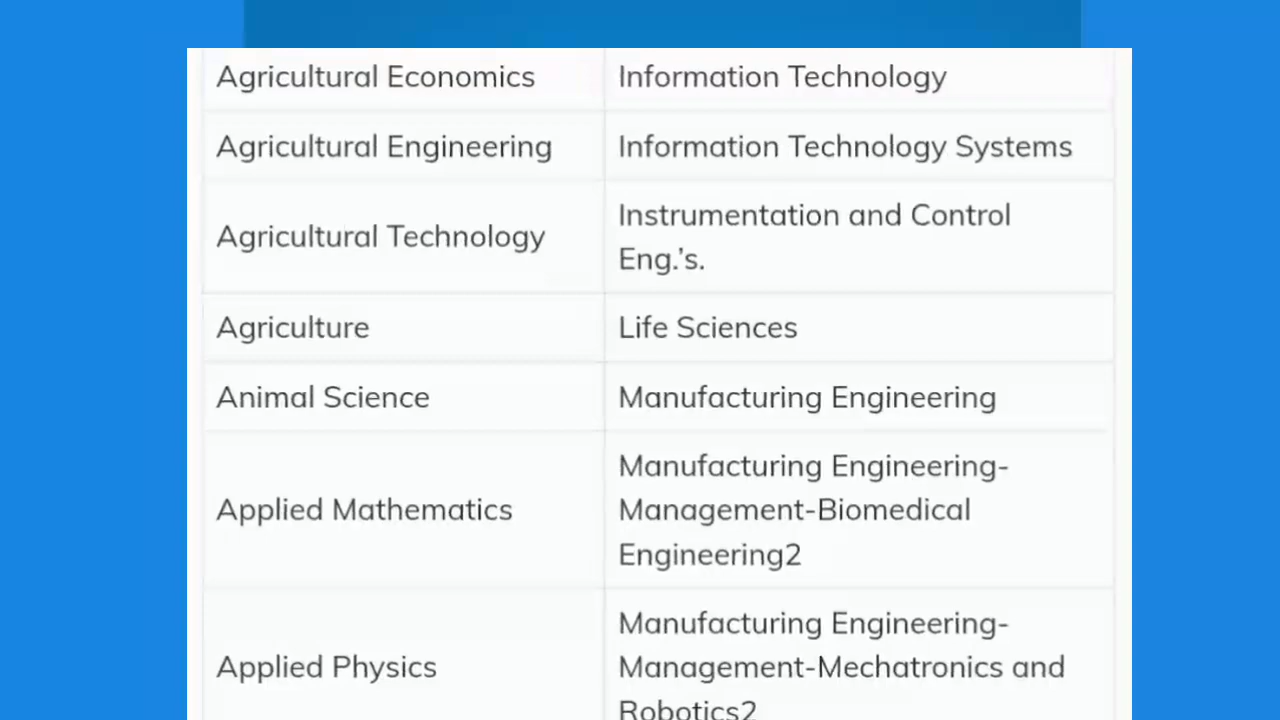 Agricultural Economics
Information Technology
Agricultural Engineering
Information Technology Systems
Agricultural Technology
Instrumentation and Control
Eng.'s.
Agriculture
Life Sciences
Animal Science
Manufacturing Engineering
Applied Mathematics
Manufacturing Engineering-
Management-Biomedical
Engineering2
Applied Physics
Manufacturing Engineering-
Management-Mechatronics and
Robotics2